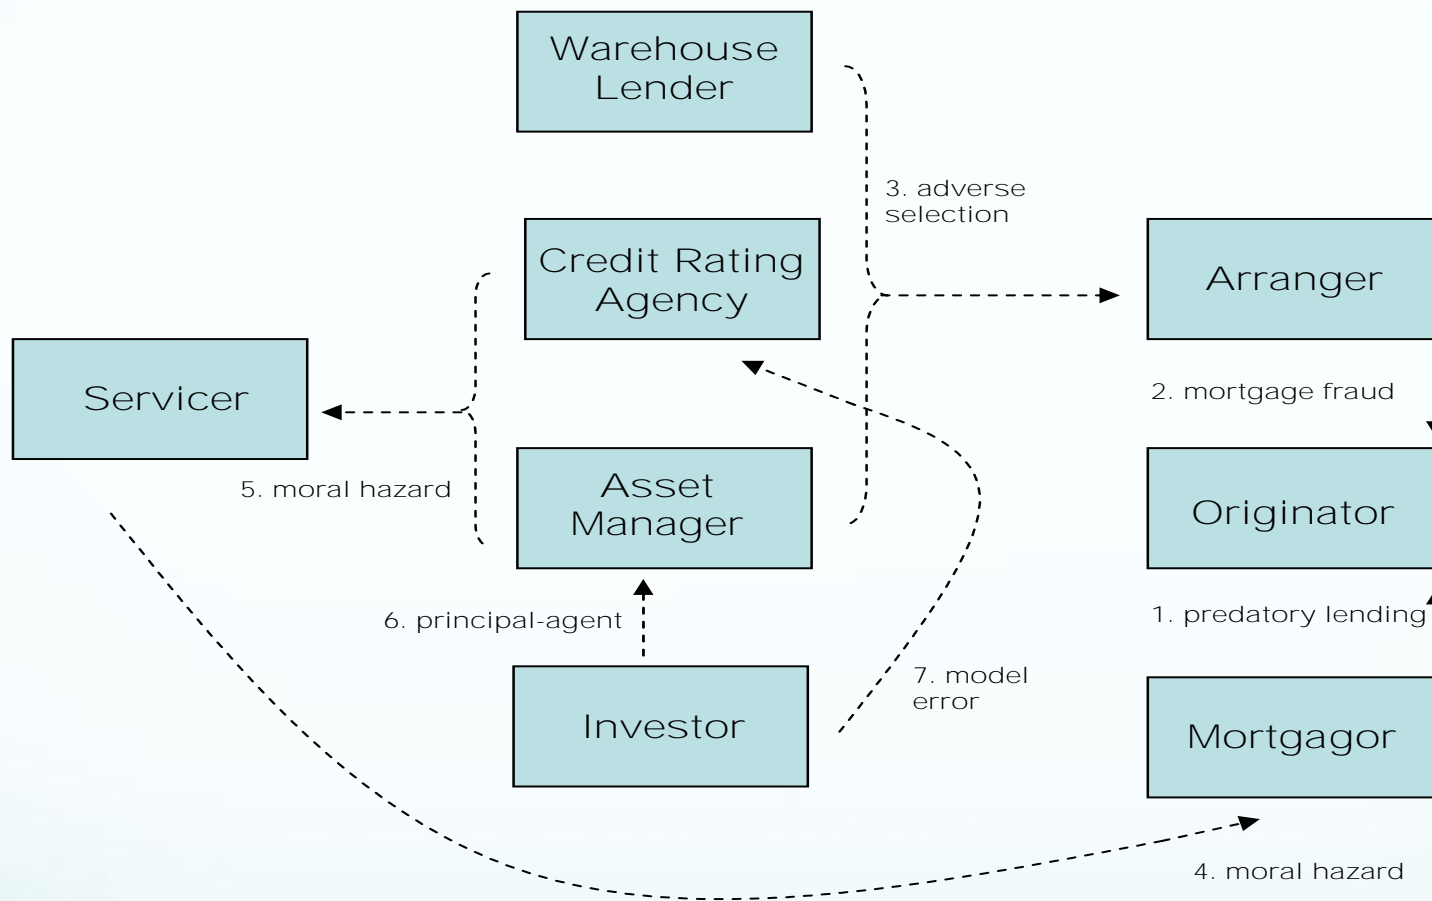 Warehouse
Lender
3. adverse
selection
Credit Rating
Agency
Arranger
Servicer
2. mortgage fraud
5. moral hazard
Asset
Manager
Originator
6. principal-agent
1. predatory lending
7. model
error
Investor
Mortgagor
4. moral hazard